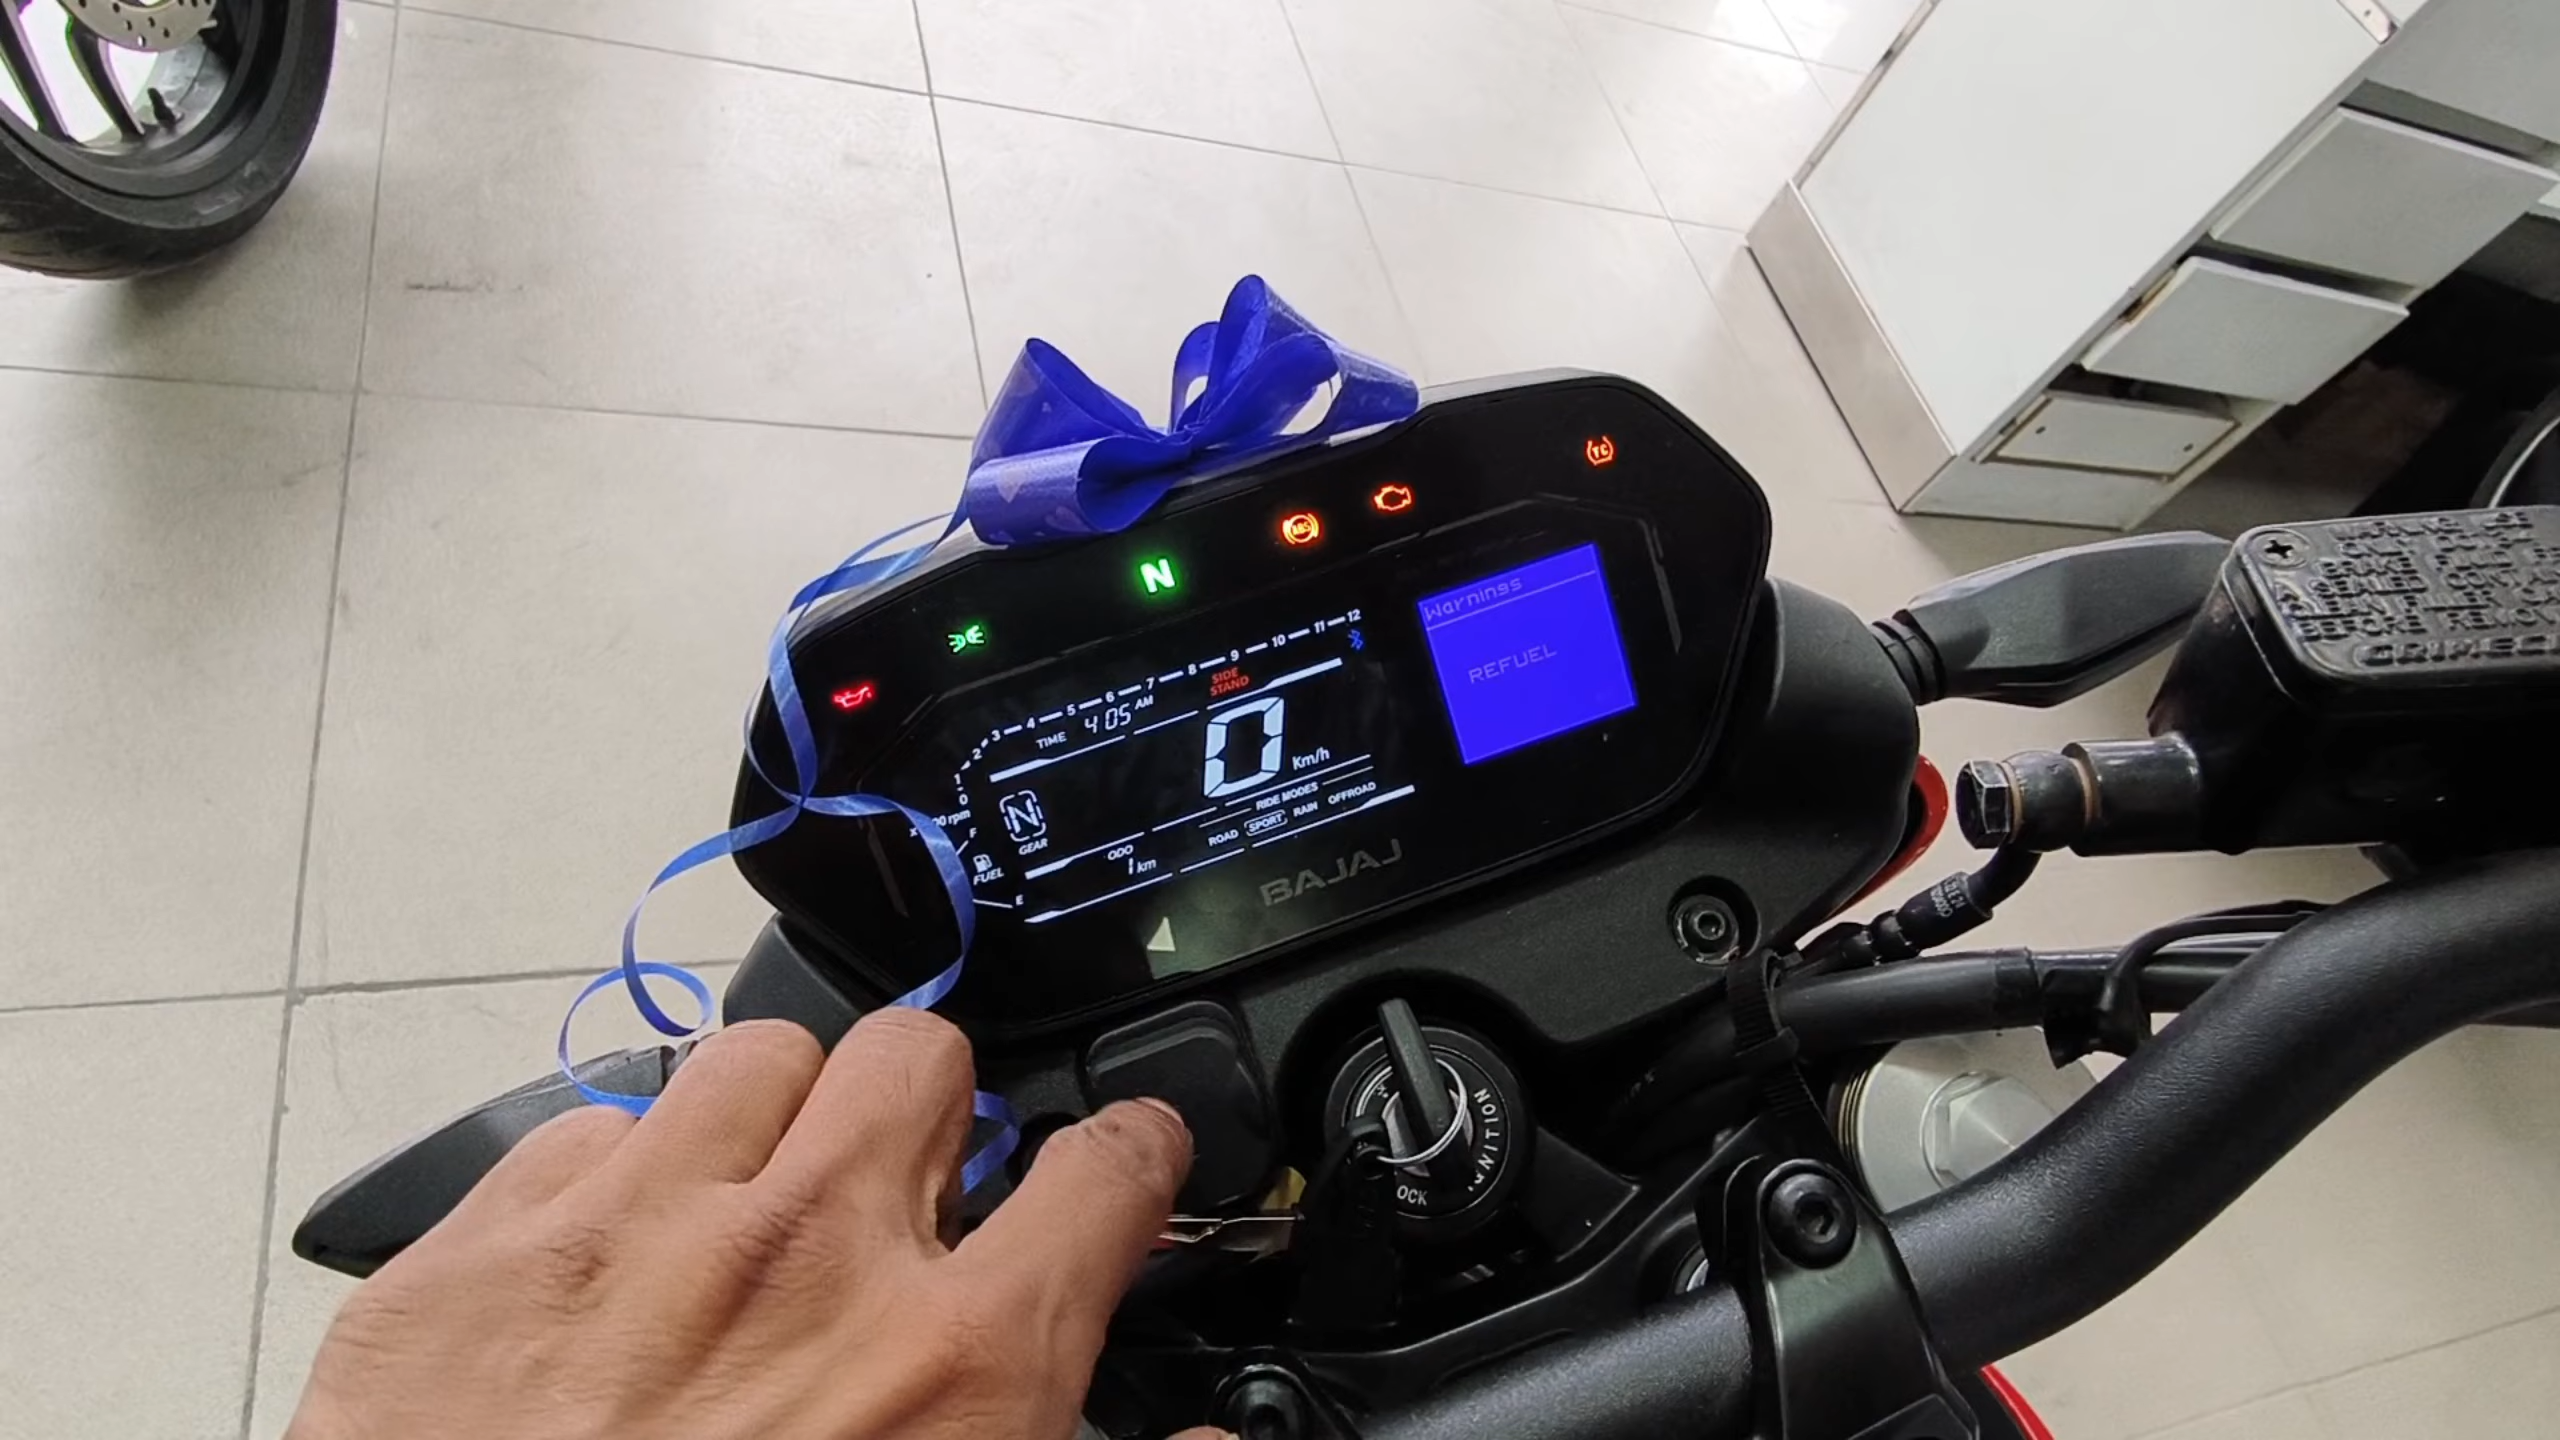 TC
ABS
N
Warnings
REFUEL
0 1 2 3 4 5 6 7 8 9 10 11 12
SIDE
STAND
TIME 4:05 AM
0 Km/h
rpm
N
GEAR
F
FUEL
E
RIDE MODES
ROAD SPORT RAIN OFFROAD
ODO
1 km
BAJAJ
IGNITION
GRIMECA